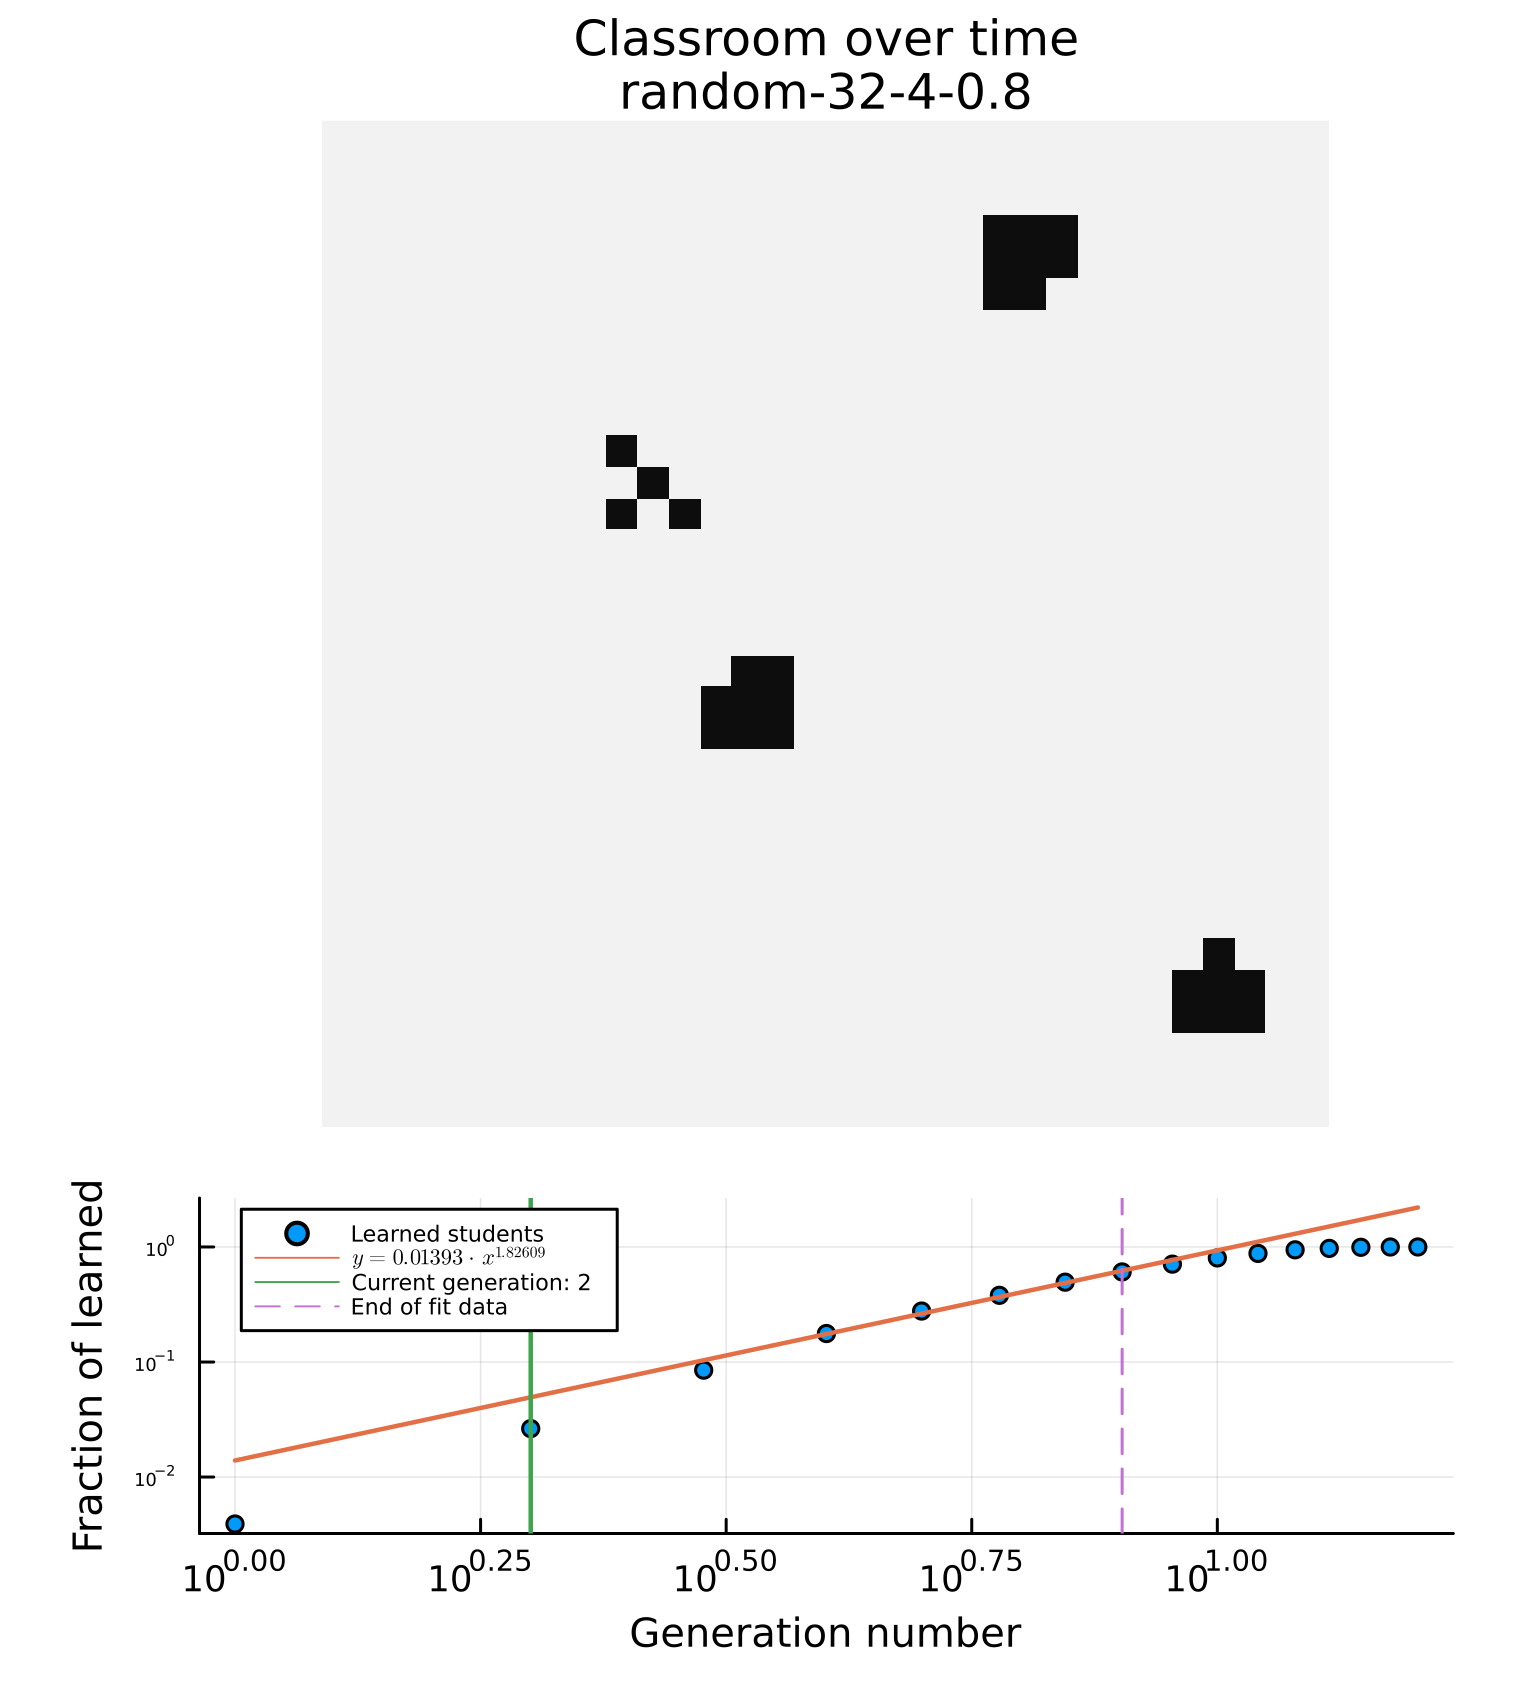 Classroom over time
random-32-4-0.8
Fraction of learned
Learned students
y = 0.01393 · x^1.82609
Current generation: 2
End of fit data
10^0
10^−1
10^−2
10^0.00 10^0.25 10^0.50 10^0.75 10^1.00
Generation number